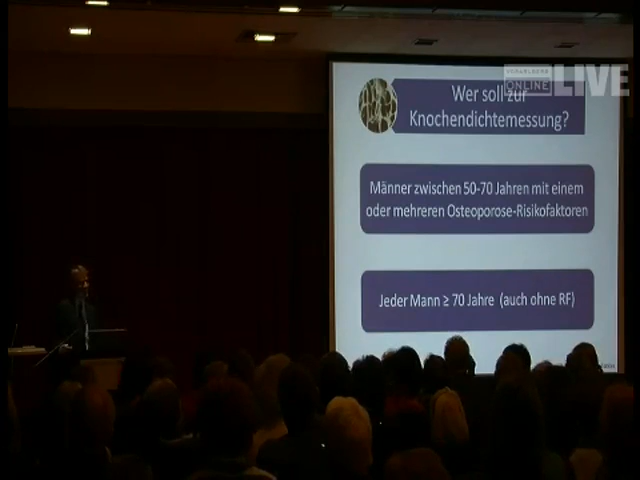 VORARLBERG
ONLINE
LIVE
Wer soll zur
Knochendichtemessung?
Männer zwischen 50-70 Jahren mit einem
oder mehreren Osteoporose-Risikofaktoren
Jeder Mann ≥ 70 Jahre (auch ohne RF)